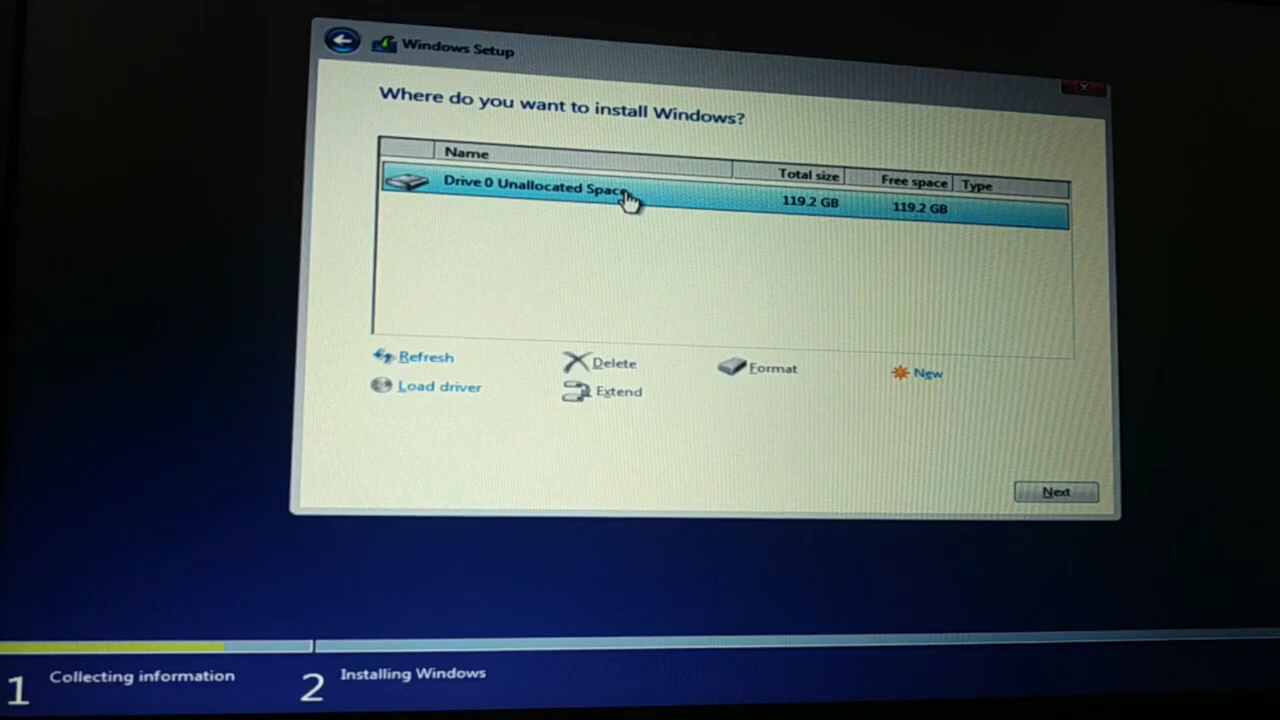 Windows Setup
Where do you want to install Windows?
Name Total size Free space Type
Drive 0 Unallocated Space 119.2 GB 119.2 GB
Refresh Delete Format New
Load driver Extend
Next
1 Collecting information 2 Installing Windows